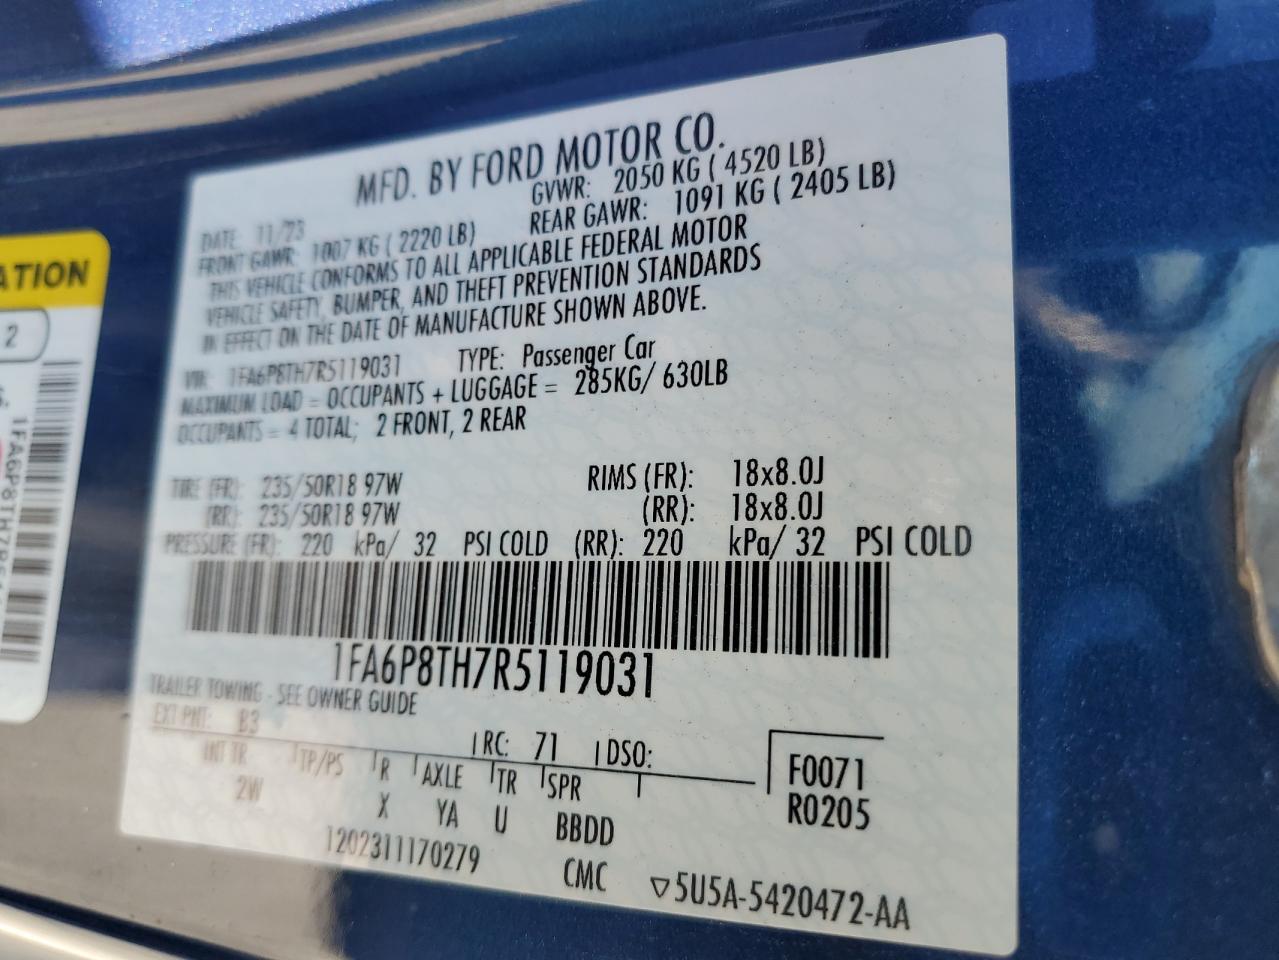 ATION
2
S.
1FA6P8TH7R5
MFD. BY FORD MOTOR CO.
DATE: 11/23 GVWR: 2050 KG ( 4520 LB)
FRONT GAWR: 1007 KG ( 2220 LB) REAR GAWR: 1091 KG ( 2405 LB)
THIS VEHICLE CONFORMS TO ALL APPLICABLE FEDERAL MOTOR
VEHICLE SAFETY, BUMPER, AND THEFT PREVENTION STANDARDS
IN EFFECT ON THE DATE OF MANUFACTURE SHOWN ABOVE.
VIN: 1FA6P8TH7R5119031 TYPE: Passenger Car
MAXIMUM LOAD = OCCUPANTS + LUGGAGE = 285KG/ 630LB
OCCUPANTS = 4 TOTAL; 2 FRONT, 2 REAR
TIRE (FR): 235/50R18 97W RIMS (FR): 18x8.0J
(RR): 235/50R18 97W (RR): 18x8.0J
PRESSURE (FR): 220 kPa/ 32 PSI COLD (RR): 220 kPa/ 32 PSI COLD
1FA6P8TH7R5119031
TRAILER TOWING - SEE OWNER GUIDE
EXT PNT: B3 RC: 71 DSO:
INT TR TP/PS R AXLE TR SPR F0071
2W X YA U BBDD R0205
1202311170279 CMC ▽5U5A-5420472-AA